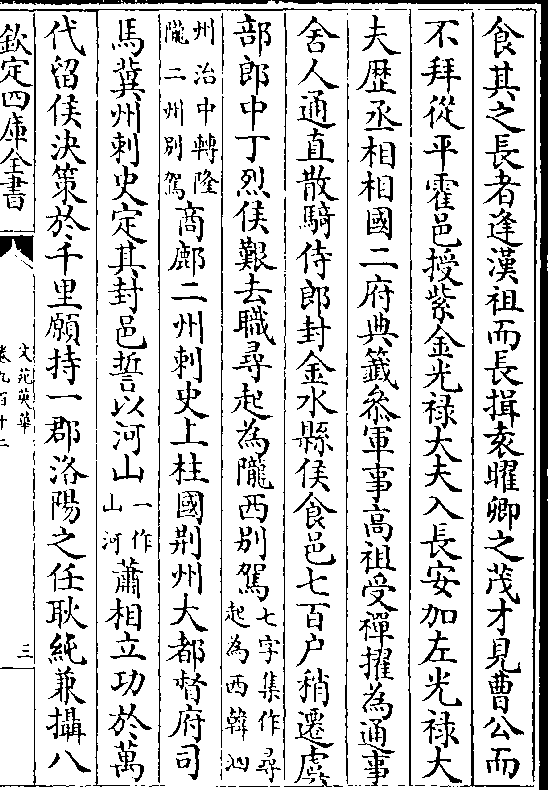 食其之長者逢漢祖而長揖袁曜卿之茂才見曹公而
不拜從平霍邑授紫金光禄大夫入長安加左光禄大
夫歴丞相相國二府典籤叅軍事高祖受禪擢為通事
舍人通直散騎侍郎封金水縣侯食邑七百户稍遷虞
部郎中丁烈侯艱去職尋起為隴西别駕七字集作尋起為西韓泗
州治中轉隆隴二州别駕商鄜二州刺史上柱國荆州大都督府司
馬冀州刺史定其封邑誓以河山一作山河蕭相立功於萬
代留侯決策於千里願持一郡洛陽之任耿純兼攝八
欽定四庫全書
文苑英華
卷九百十二
三